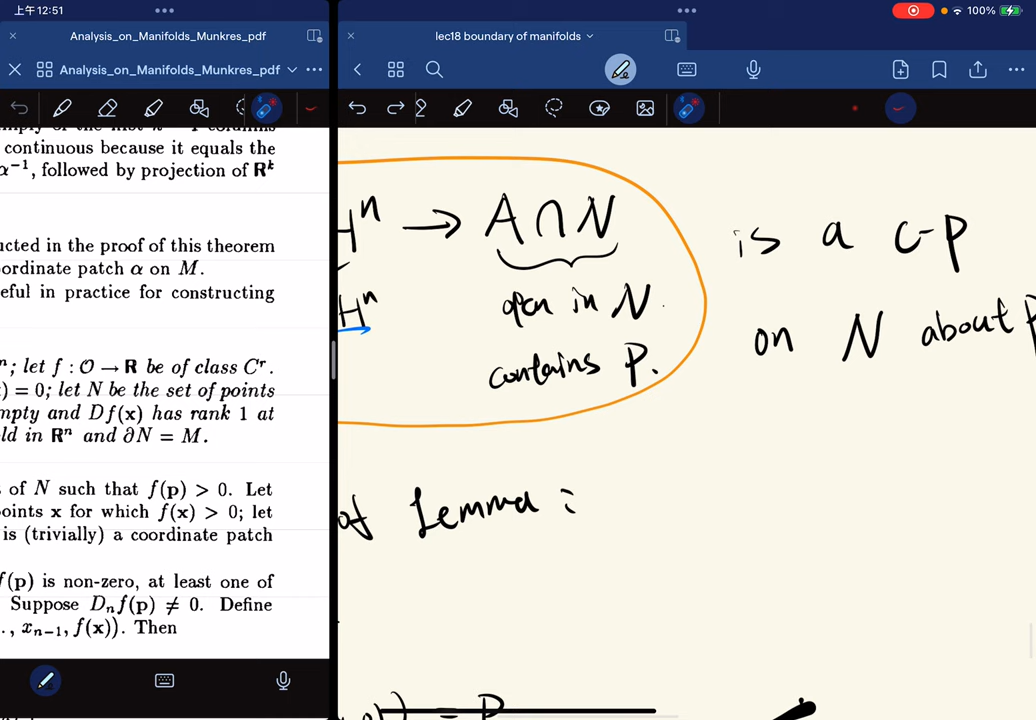 上午12:51
100%
Analysis_on_Manifolds_Munkres_pdf
lec18 boundary of manifolds
Analysis_on_Manifolds_Munkres_pdf
continuous because it equals the
α⁻¹, followed by projection of Rᵏ
ucted in the proof of this theorem
ordinate patch α on M.
eful in practice for constructing
ⁿ; let f : O → R be of class Cʳ.
) = 0; let N be the set of points
mpty and Df(x) has rank 1 at
ld in Rⁿ and ∂N = M.
of N such that f(p) > 0. Let
oints x for which f(x) > 0; let
is (trivially) a coordinate patch
f(p) is non-zero, at least one of
Suppose Dₙf(p) ≠ 0. Define
., xₙ₋₁, f(x)). Then
Hⁿ → A∩N is a c-p
Hⁿ open in N
on N about P
contains P.
of Lemma :
= P